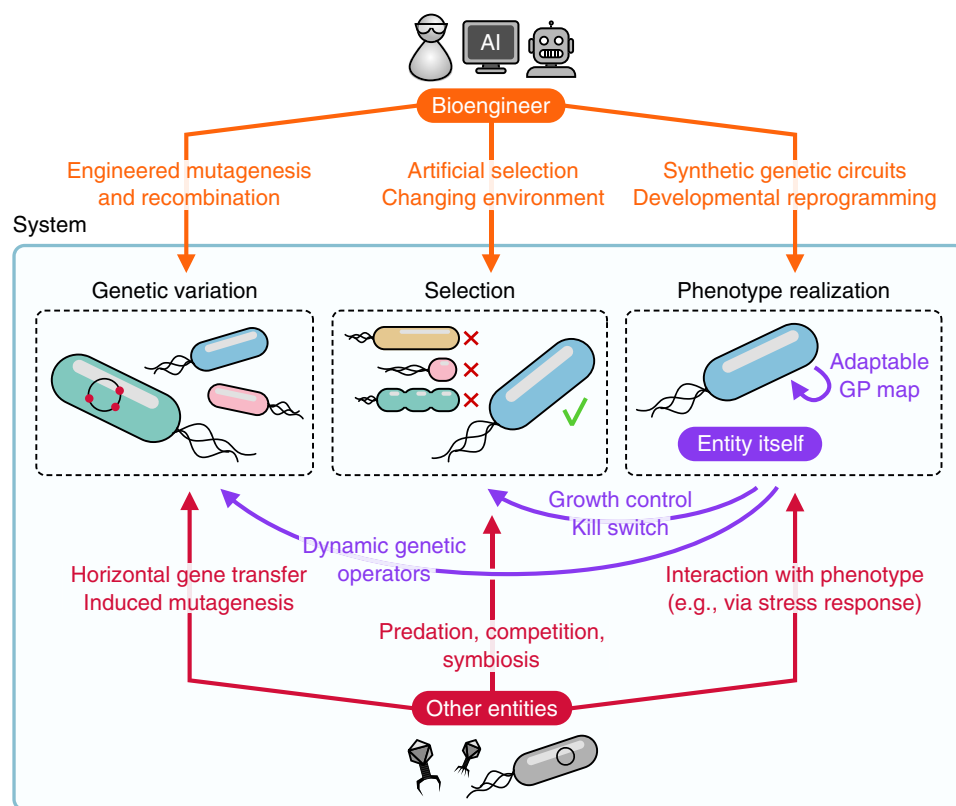 AI
Bioengineer
Engineered mutagenesis
and recombination
Artificial selection
Changing environment
Synthetic genetic circuits
Developmental reprogramming
System
Genetic variation
Selection
Phenotype realization
Adaptable
GP map
Entity itself
Growth control
Kill switch
Dynamic genetic
operators
Horizontal gene transfer
Induced mutagenesis
Interaction with phenotype
(e.g., via stress response)
Predation, competition,
symbiosis
Other entities